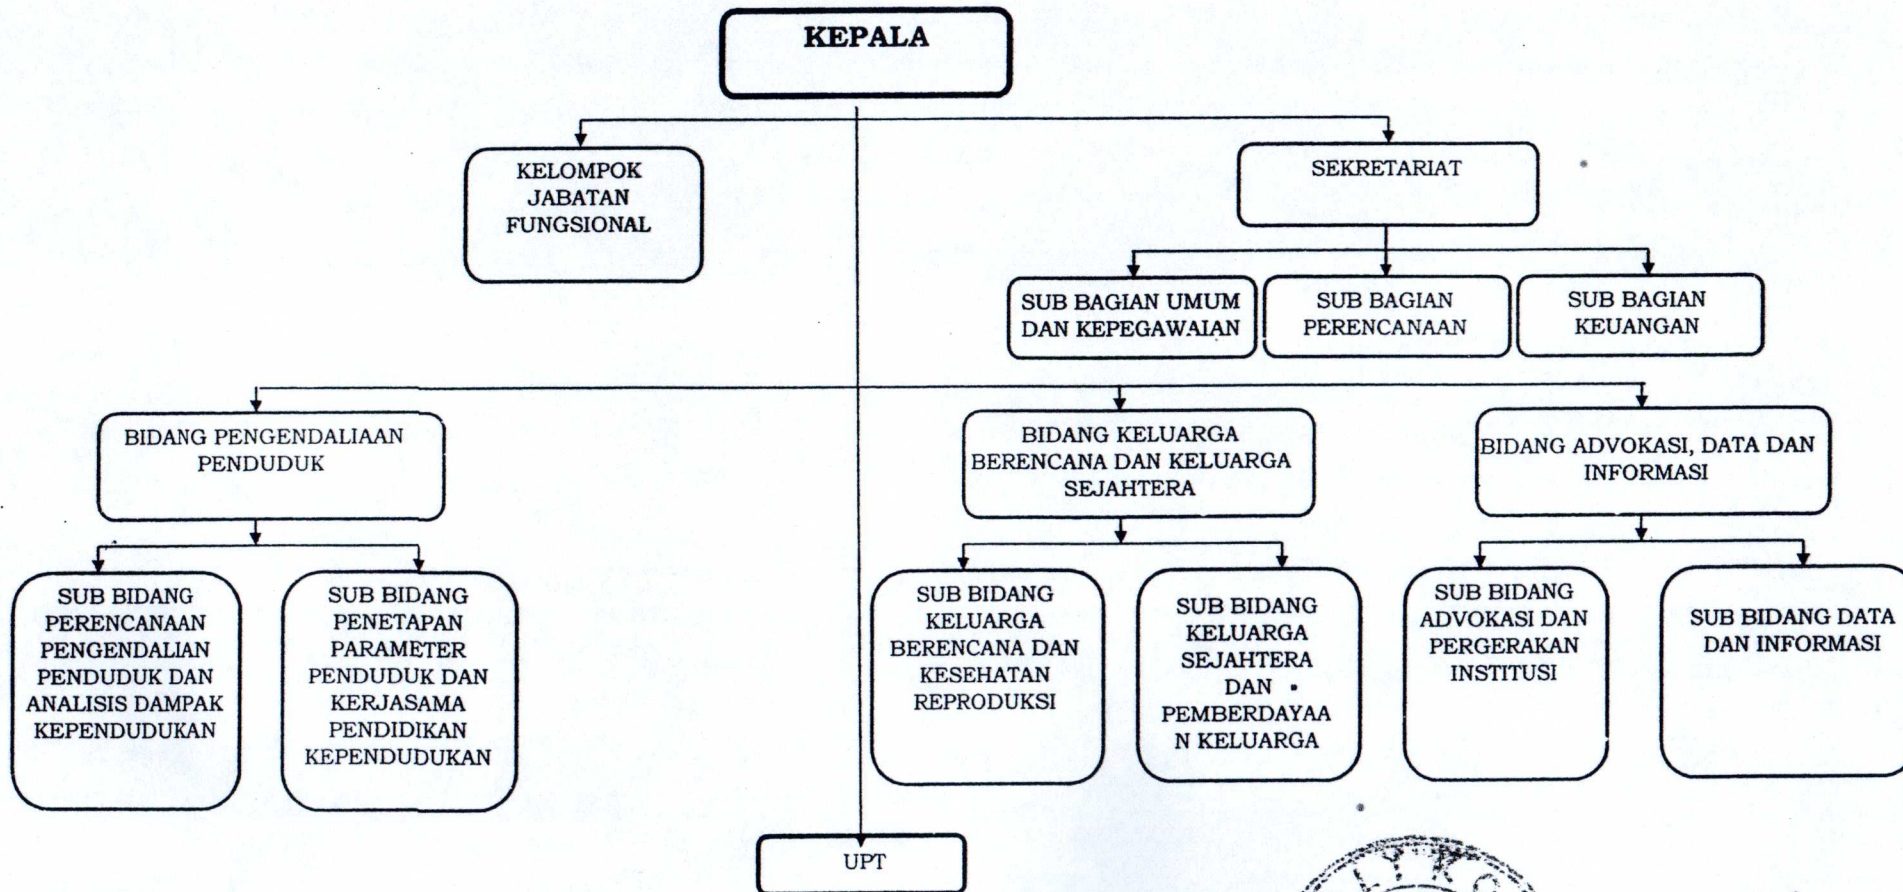 KEPALA
KELOMPOK
JABATAN
FUNGSIONAL
SEKRETARIAT
SUB BAGIAN UMUM
DAN KEPEGAWAIAN
SUB BAGIAN
PERENCANAAN
SUB BAGIAN
KEUANGAN
BIDANG PENGENDALIAAN
PENDUDUK
BIDANG KELUARGA
BERENCANA DAN KELUARGA
SEJAHTERA
BIDANG ADVOKASI, DATA DAN
INFORMASI
SUB BIDANG
PERENCANAAN
PENGENDALIAN
PENDUDUK DAN
ANALISIS DAMPAK
KEPENDUDUKAN
SUB BIDANG
PENETAPAN
PARAMETER
PENDUDUK DAN
KERJASAMA
PENDIDIKAN
KEPENDUDUKAN
SUB BIDANG
KELUARGA
BERENCANA DAN
KESEHATAN
REPRODUKSI
SUB BIDANG
KELUARGA
SEJAHTERA
DAN
PEMBERDAYAA
N KELUARGA
SUB BIDANG
ADVOKASI DAN
PERGERAKAN
INSTITUSI
SUB BIDANG DATA
DAN INFORMASI
UPT